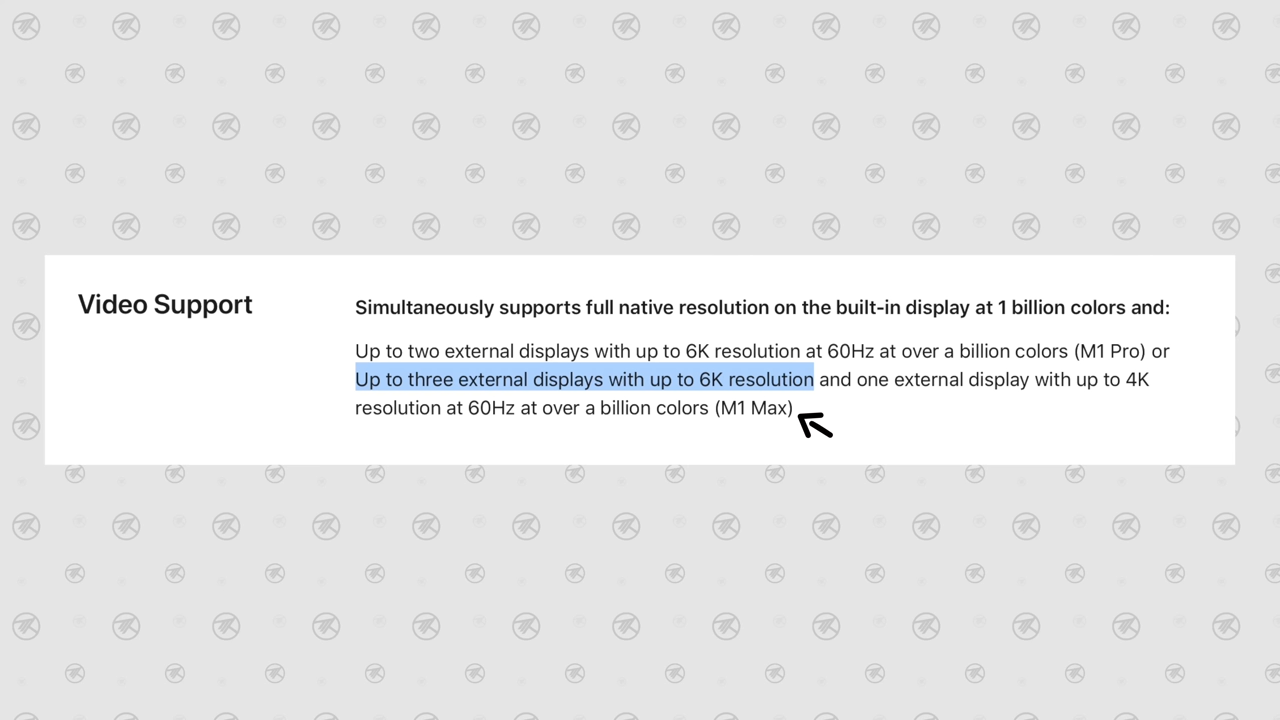 Video Support
Simultaneously supports full native resolution on the built-in display at 1 billion colors and:
Up to two external displays with up to 6K resolution at 60Hz at over a billion colors (M1 Pro) or
Up to three external displays with up to 6K resolution and one external display with up to 4K
resolution at 60Hz at over a billion colors (M1 Max)